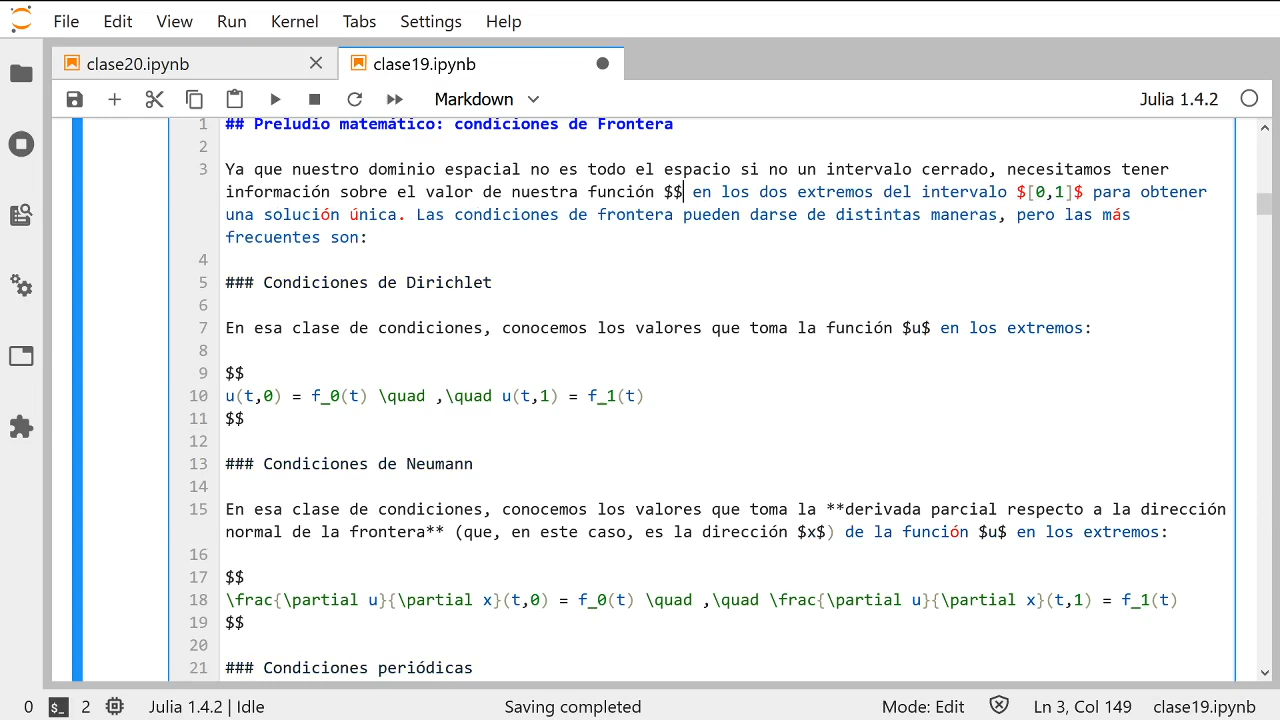 File Edit View Run Kernel Tabs Settings Help
clase20.ipynb clase19.ipynb
Markdown Julia 1.4.2
1 ## Preludio matemático: condiciones de Frontera
2
3 Ya que nuestro dominio espacial no es todo el espacio si no un intervalo cerrado, necesitamos tener
información sobre el valor de nuestra función $$ en los dos extremos del intervalo $[0,1]$ para obtener
una solución única. Las condiciones de frontera pueden darse de distintas maneras, pero las más
frecuentes son:
4
5 ### Condiciones de Dirichlet
6
7 En esa clase de condiciones, conocemos los valores que toma la función $u$ en los extremos:
8
9 $$
10 u(t,0) = f_0(t) \quad ,\quad u(t,1) = f_1(t)
11 $$
12
13 ### Condiciones de Neumann
14
15 En esa clase de condiciones, conocemos los valores que toma la **derivada parcial respecto a la dirección
normal de la frontera** (que, en este caso, es la dirección $x$) de la función $u$ en los extremos:
16
17 $$
18 \frac{\partial u}{\partial x}(t,0) = f_0(t) \quad ,\quad \frac{\partial u}{\partial x}(t,1) = f_1(t)
19 $$
20
21 ### Condiciones periódicas
0 $_ 2 Julia 1.4.2 | Idle Saving completed Mode: Edit Ln 3, Col 149 clase19.ipynb